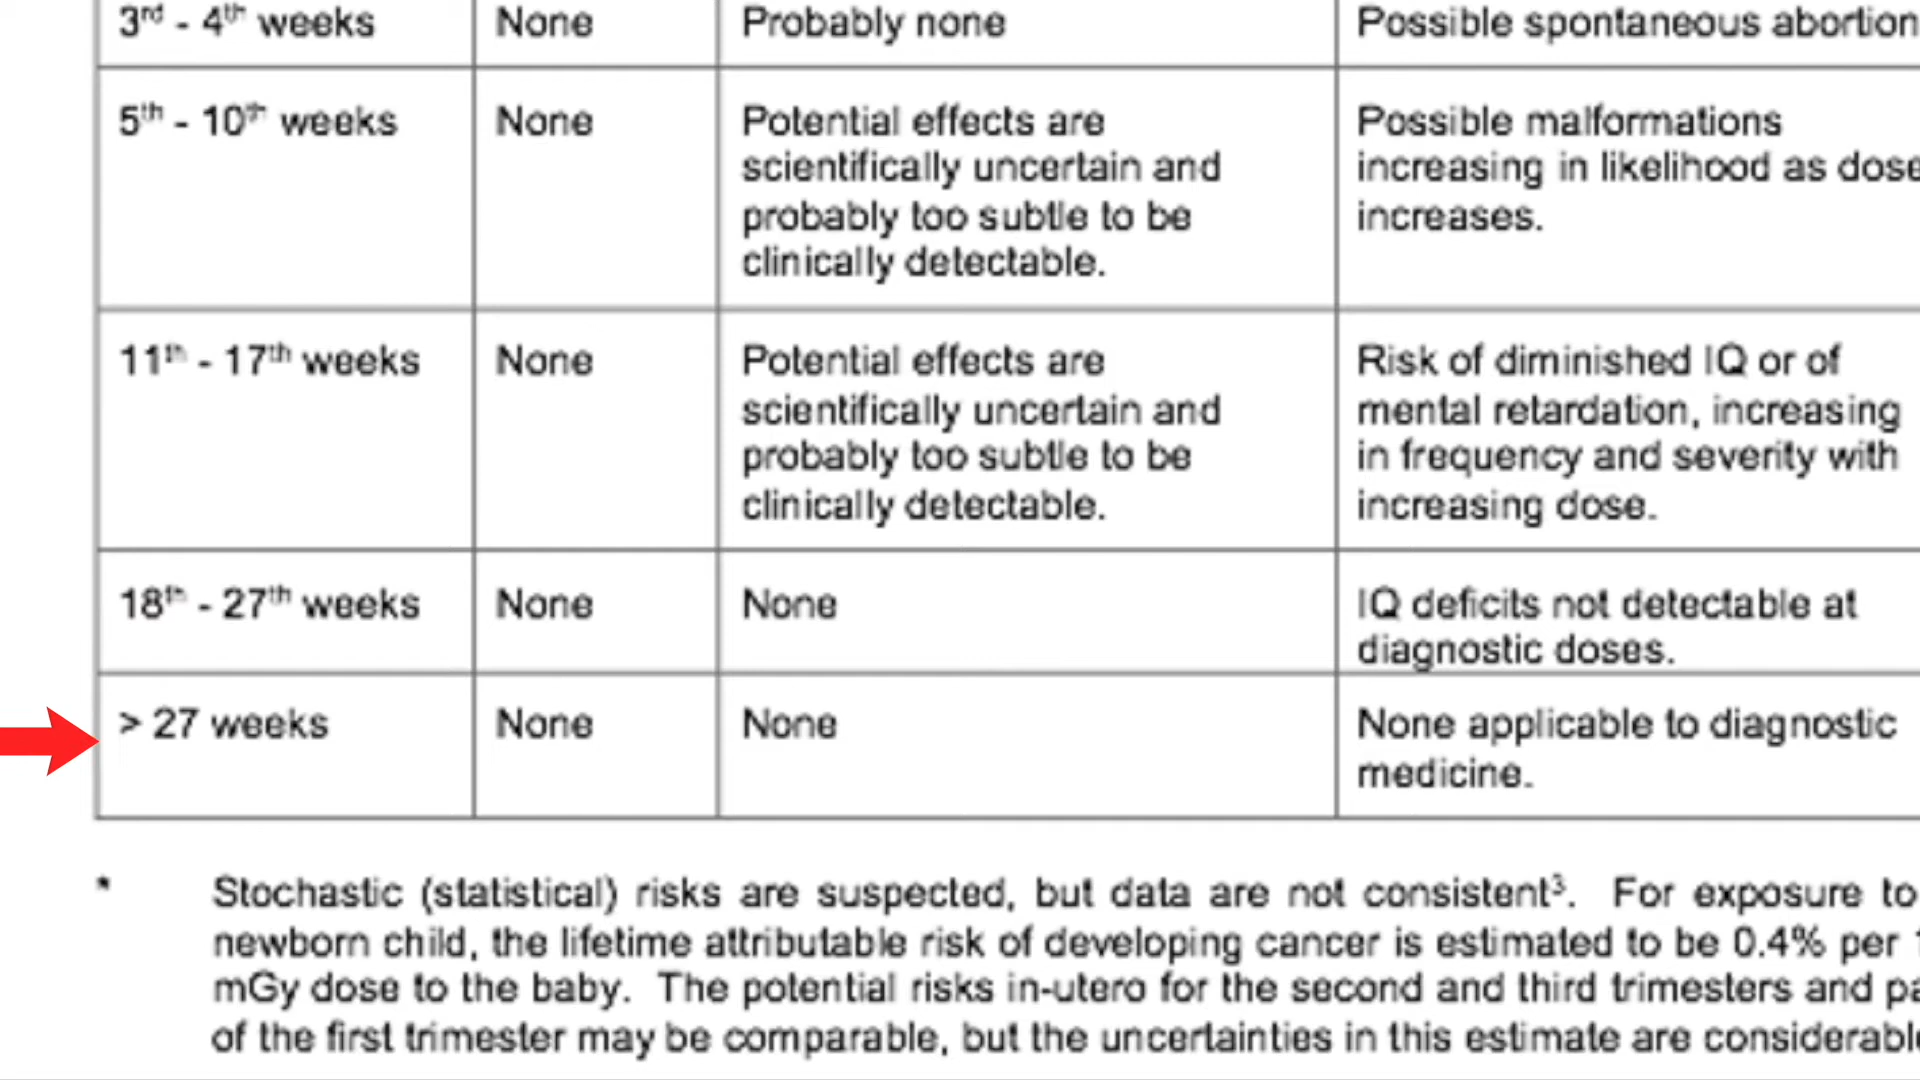 3rd - 4th weeks
None
Probably none
Possible spontaneous abortion
5th - 10th weeks
None
Potential effects are
scientifically uncertain and
probably too subtle to be
clinically detectable.
Possible malformations
increasing in likelihood as dose
increases.
11th - 17th weeks
None
Potential effects are
scientifically uncertain and
probably too subtle to be
clinically detectable.
Risk of diminished IQ or of
mental retardation, increasing
in frequency and severity with
increasing dose.
18th - 27th weeks
None
None
IQ deficits not detectable at
diagnostic doses.
> 27 weeks
None
None
None applicable to diagnostic
medicine.
* Stochastic (statistical) risks are suspected, but data are not consistent3. For exposure to
newborn child, the lifetime attributable risk of developing cancer is estimated to be 0.4% per
mGy dose to the baby. The potential risks in-utero for the second and third trimesters and
of the first trimester may be comparable, but the uncertainties in this estimate are